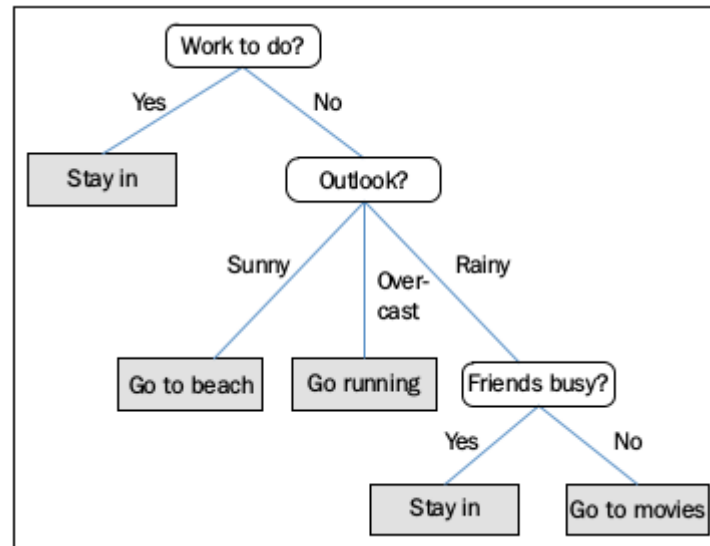 Work to do?
Yes
No
Stay in
Outlook?
Sunny
Over-
cast
Rainy
Go to beach
Go running
Friends busy?
Yes
No
Stay in
Go to movies